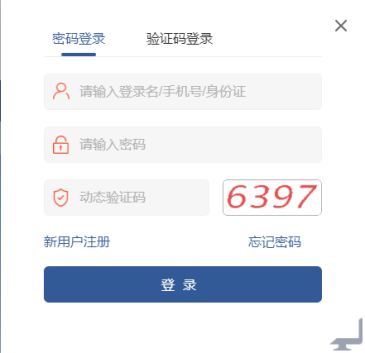 密码登录 验证码登录
请输入登录名/手机号/身份证
请输入密码
动态验证码 6397
新用户注册 忘记密码
登 录